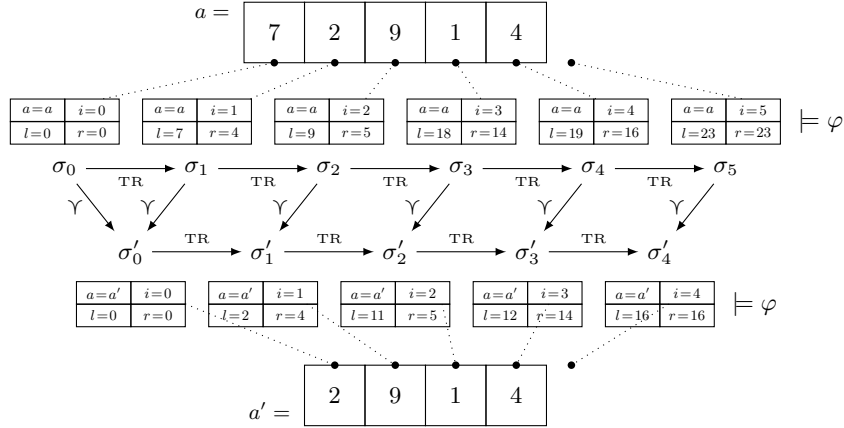 a = 7 2 9 1 4
a=a i=0 a=a i=1 a=a i=2 a=a i=3 a=a i=4 a=a i=5
l=0 r=0 l=7 r=4 l=9 r=5 l=18 r=14 l=19 r=16 l=23 r=23 ⊨ φ
σ₀ TR σ₁ TR σ₂ TR σ₃ TR σ₄ TR σ₅
≻ ≻ ≻ ≻ ≻ ≻
σ′₀ TR σ′₁ TR σ′₂ TR σ′₃ TR σ′₄
a=a′ i=0 a=a′ i=1 a=a′ i=2 a=a′ i=3 a=a′ i=4
l=0 r=0 l=2 r=4 l=11 r=5 l=12 r=14 l=16 r=16 ⊨ φ
a′ = 2 9 1 4